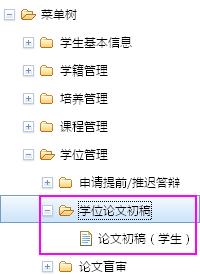 菜单树
学生基本信息
学籍管理
培养管理
课程管理
学位管理
申请提前/推迟答辩
学位论文初稿
论文初稿（学生）
论文盲审